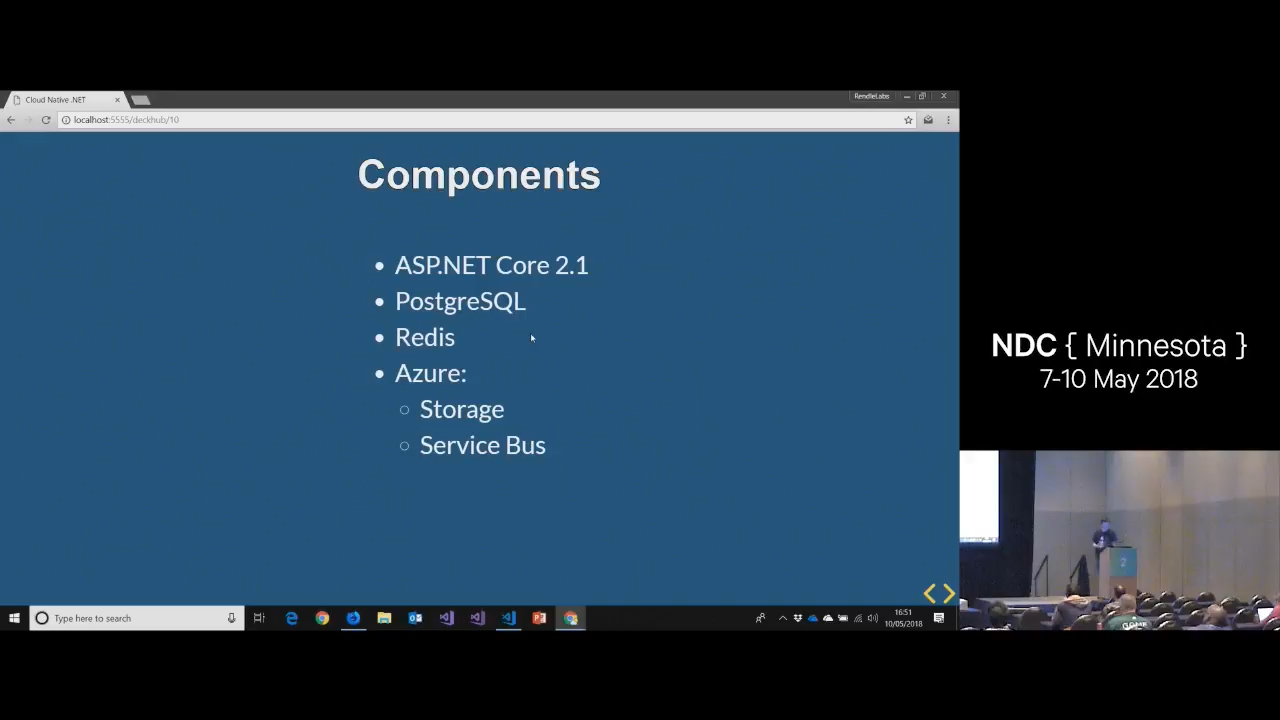 Cloud Native .NET
RendleLabs
localhost:5555/deckhub/10
Components
ASP.NET Core 2.1
PostgreSQL
Redis
Azure:
Storage
Service Bus
NDC { Minnesota }
7-10 May 2018
2
Type here to search
16:51
10/05/2018